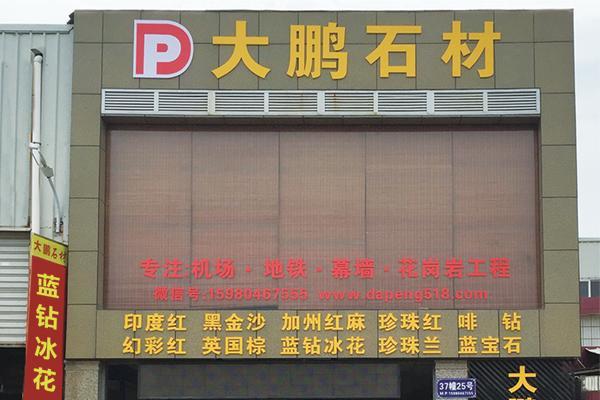 DP 大鹏石材
专注:机场·地铁·幕墙·花岗岩工程
微信号:15980467555 www.dapeng518.com
印度红 黑金沙 加州红麻 珍珠红 啡 钻
幻彩红 英国棕 蓝钻冰花 珍珠兰 蓝宝石
大鹏石材
蓝钻冰花
37幢25号
M.P.15980467555
大鹏